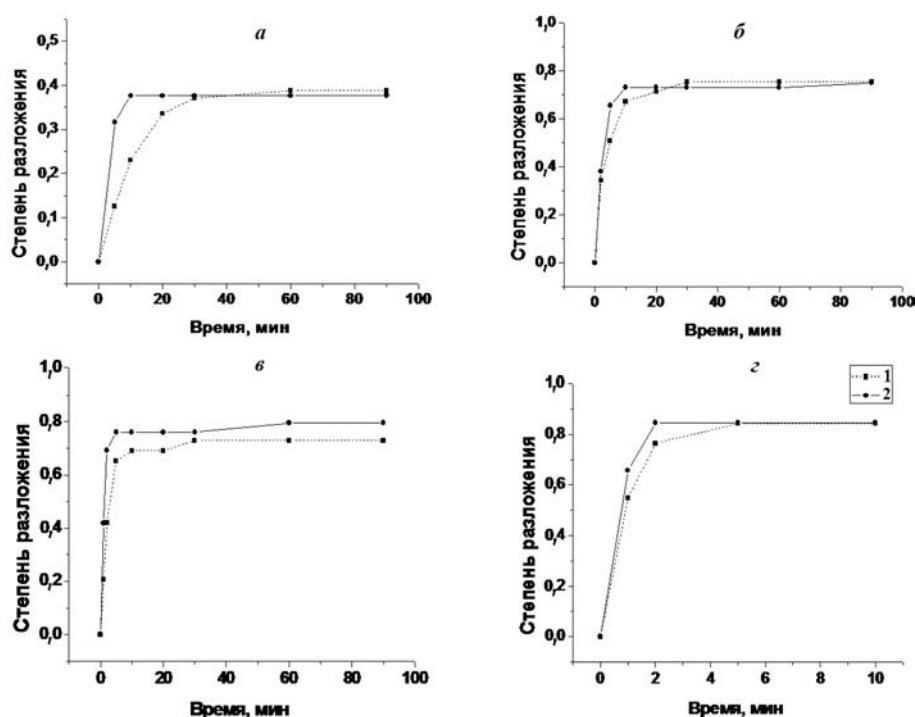 а
Степень разложения
0,5
0,4
0,3
0,2
0,1
0,0
0 20 40 60 80 100
Время, мин
б
Степень разложения
1,0
0,8
0,6
0,4
0,2
0,0
0 20 40 60 80 100
Время, мин
в
Степень разложения
1,0
0,8
0,6
0,4
0,2
0,0
0 20 40 60 80 100
Время, мин
г
1
2
Степень разложения
1,0
0,8
0,6
0,4
0,2
0,0
0 2 4 6 8 10
Время, мин